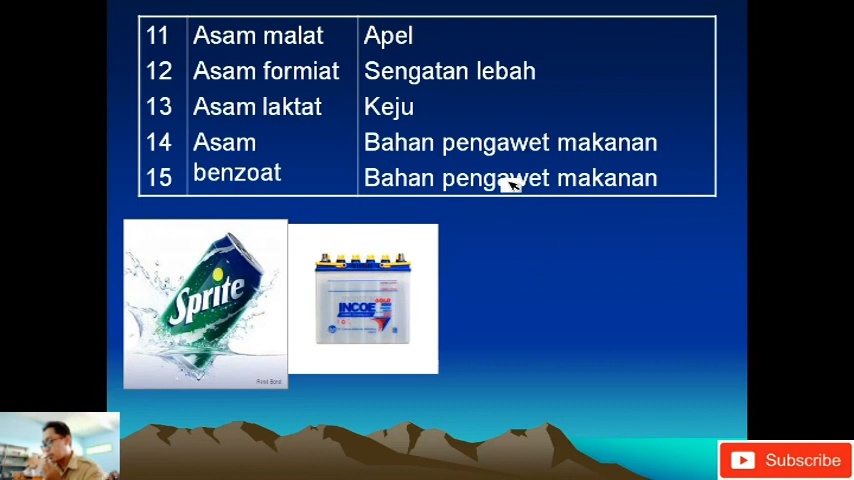 11 Asam malat Apel
12 Asam formiat Sengatan lebah
13 Asam laktat Keju
14 Asam Bahan pengawet makanan
benzoat
15 Bahan pengawet makanan
Sprite
INCOE
GOLD
Subscribe